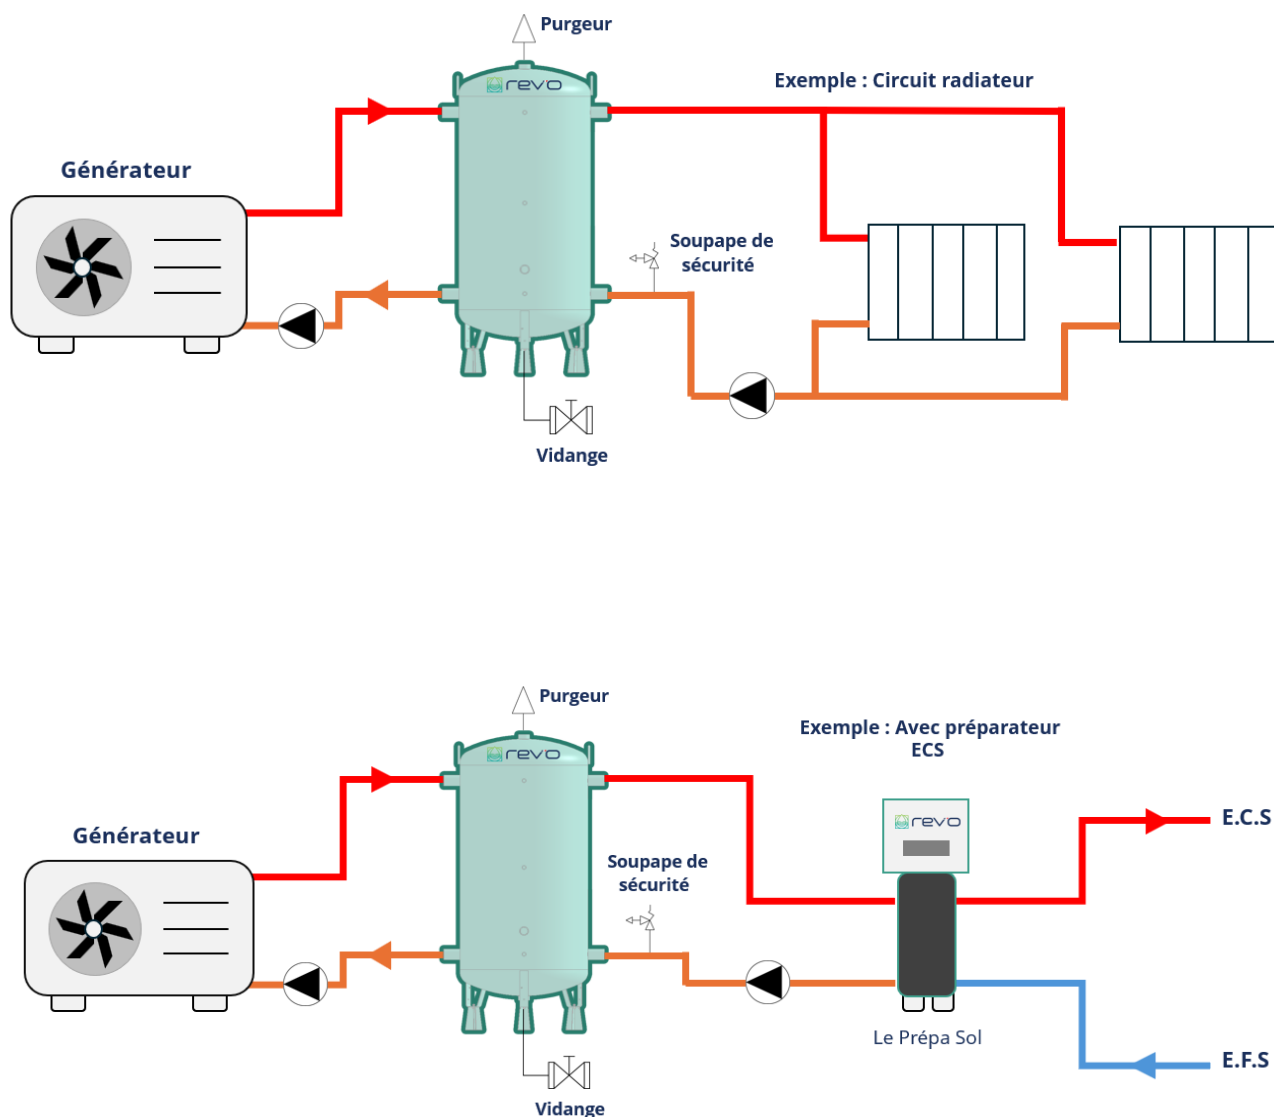 Purgeur
revo
Exemple : Circuit radiateur
Générateur
Soupape de
sécurité
Vidange
Purgeur
revo
Exemple : Avec préparateur
ECS
Générateur
Soupape de
sécurité
revo
E.C.S
Le Prépa Sol
E.F.S
Vidange